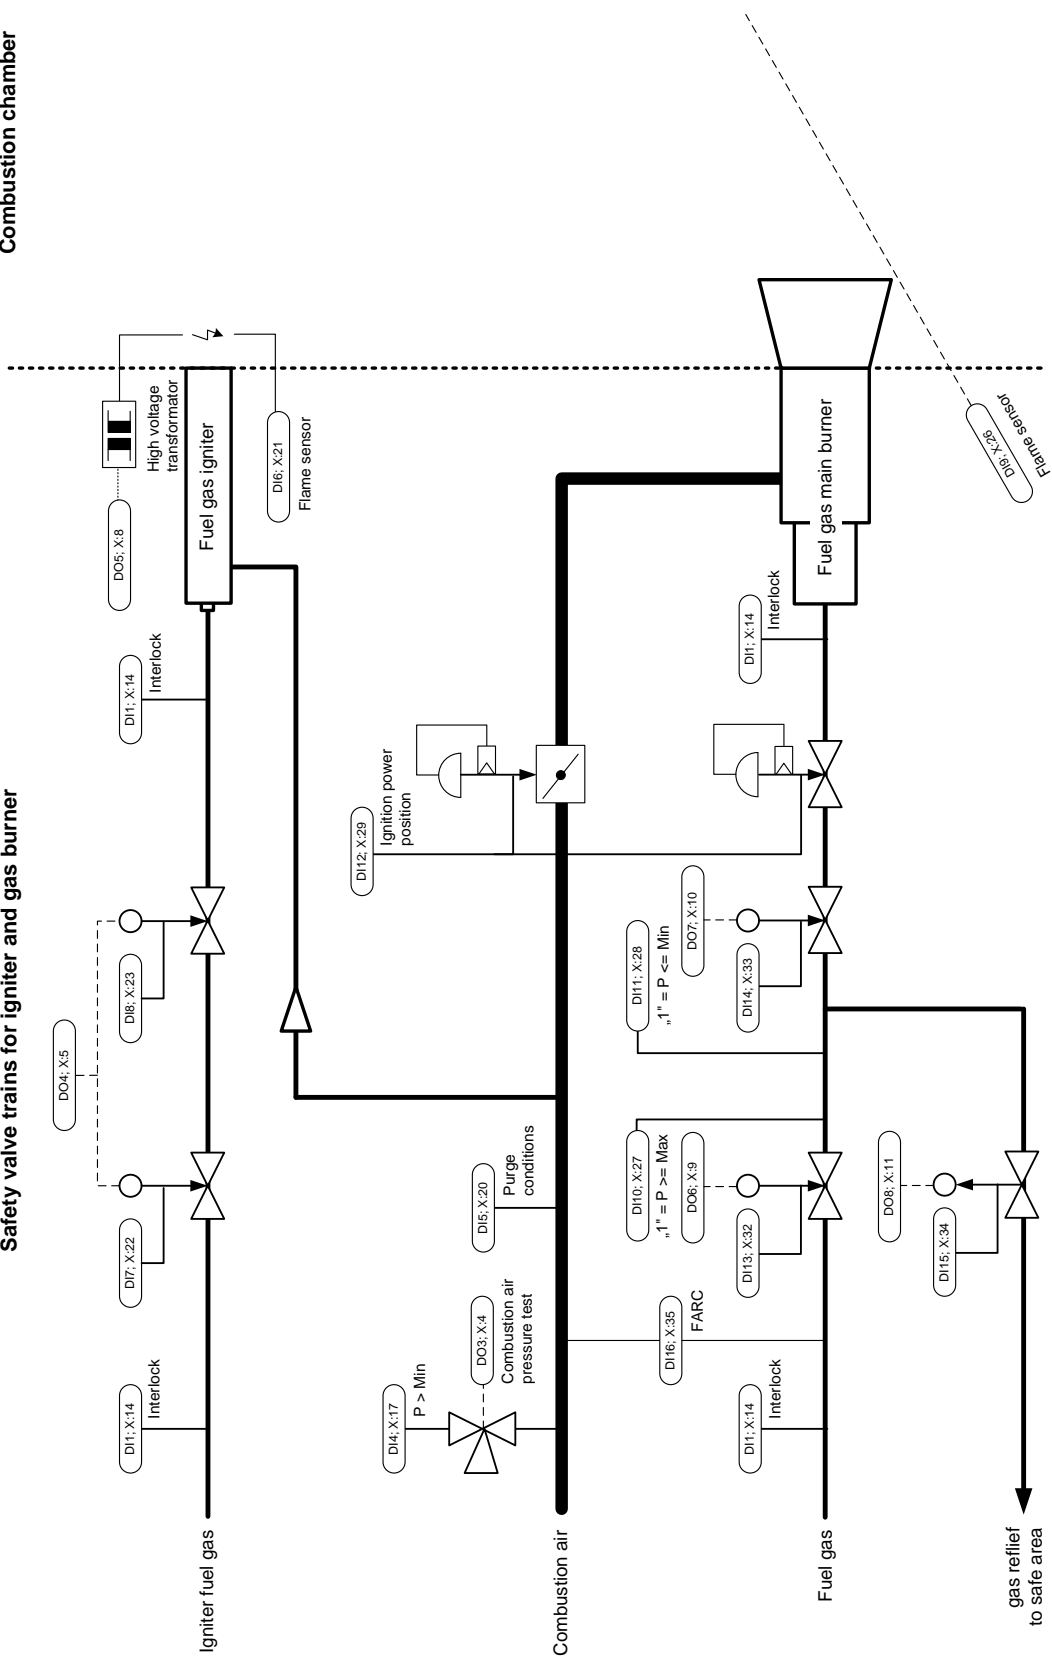 Safety valve trains for igniter and gas burner
Combustion chamber
DO4; X:5
DI1; X:14
Interlock
DI7; X:22
DI8; X:23
DI1; X:14
Interlock
DO5; X:8
High voltage
transformator
Igniter fuel gas
Fuel gas igniter
DI6; X:21
Flame sensor
DI4; X:17
P > Min
DO3; X:4
Combustion air
pressure test
DI5; X:20
Purge
conditions
DI12; X:29
Ignition power
position
Combustion air
DI16; X:35
FARC
DI10; X:27
„1" = P >= Max
DI11; X:28
„1" = P <= Min
DO6; X:9
DO7; X:10
DI1; X:14
Interlock
DI13; X:32
DI14; X:33
DI1; X:14
Interlock
Fuel gas
Fuel gas main burner
DO8; X:11
DI15; X:34
DI9; X:26
Flame sensor
gas reflief
to safe area